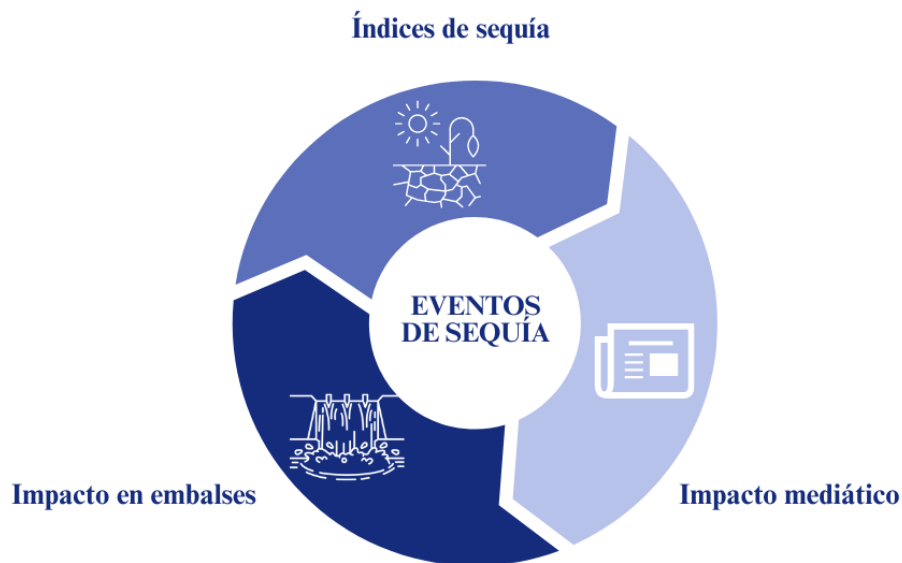 Índices de sequía
EVENTOS
DE SEQUÍA
Impacto en embalses
Impacto mediático